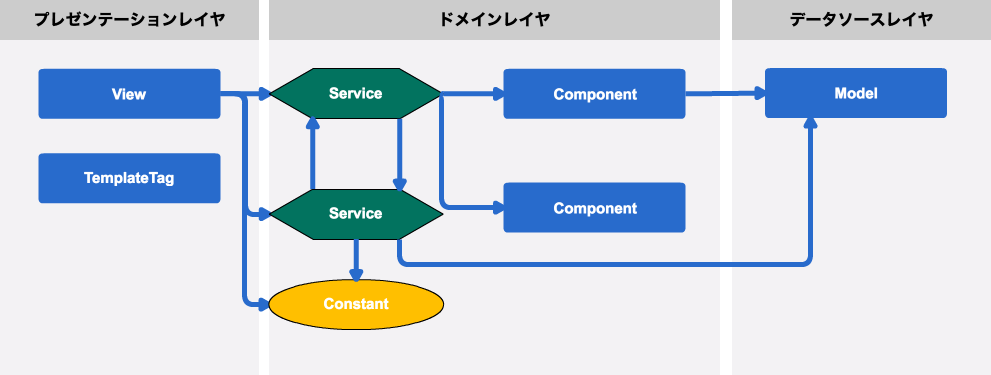 プレゼンテーションレイヤ
ドメインレイヤ
データソースレイヤ
View
Service
Component
Model
TemplateTag
Service
Component
Constant